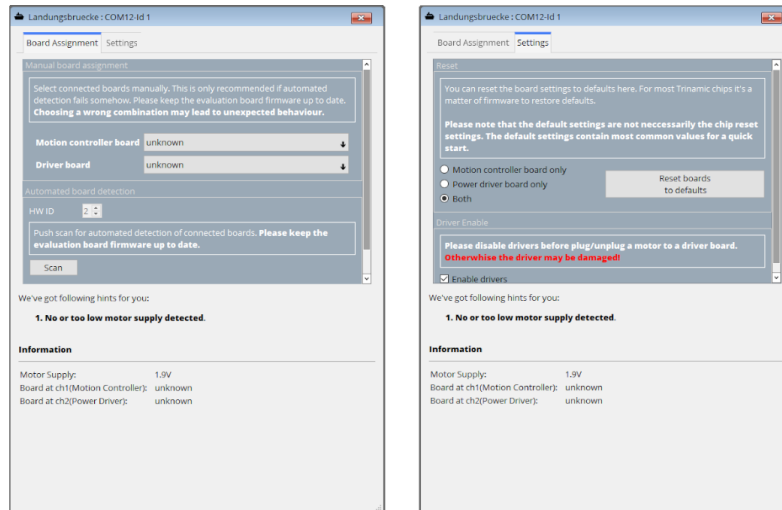 Landungsbruecke : COM12-Id 1
Board Assignment Settings
Manual board assignment
Select connected boards manually. This is only recommended if automated
detection fails somehow. Please keep the evaluation board firmware up to date.
Choosing a wrong combination may lead to unexpected behaviour.
Motion controller board unknown
Driver board unknown
Automated board detection
HW ID 2
Push scan for automated detection of connected boards. Please keep the
evaluation board firmware up to date.
Scan
We've got following hints for you:
1. No or too low motor supply detected.
Information
Motor Supply: 1.9V
Board at ch1(Motion Controller): unknown
Board at ch2(Power Driver): unknown
Landungsbruecke : COM12-Id 1
Board Assignment Settings
Reset
You can reset the board settings to defaults here. For most Trinamic chips it's a
matter of firmware to restore defaults.
Please note that the default settings are not neccessarily the chip reset
settings. The default settings contain most common values for a quick
start.
Motion controller board only
Power driver board only
Both
Reset boards
to defaults
Driver Enable
Please disable drivers before plug/unplug a motor to a driver board.
Otherwhise the driver may be damaged!
Enable drivers
We've got following hints for you:
1. No or too low motor supply detected.
Information
Motor Supply: 1.9V
Board at ch1(Motion Controller): unknown
Board at ch2(Power Driver): unknown